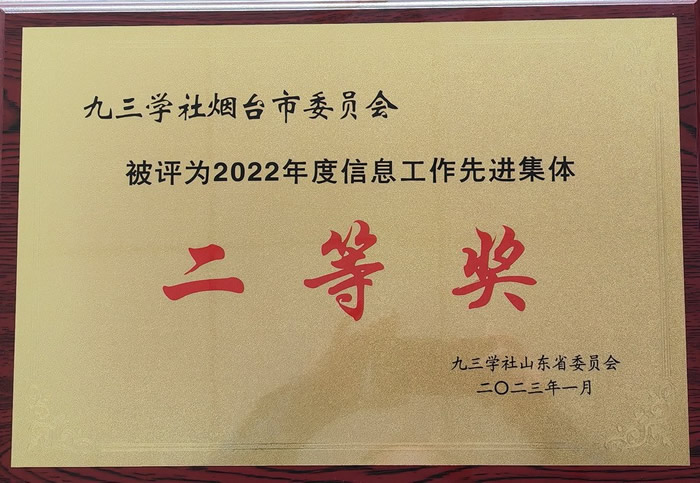 九三学社烟台市委员会
被评为2022年度信息工作先进集体
二等奖
九三学社山东省委员会
二〇二三年一月